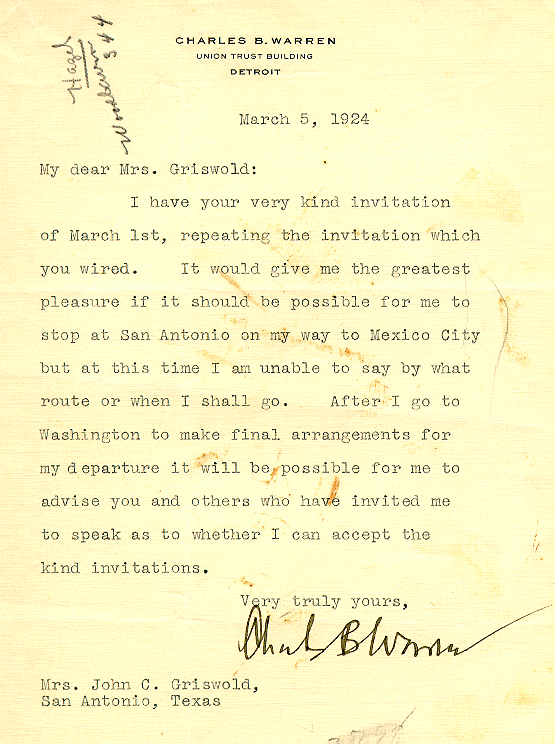 Hazel
Woodlawn
344
CHARLES B. WARREN
UNION TRUST BUILDING
DETROIT
March 5, 1924
My dear Mrs. Griswold:
I have your very kind invitation
of March 1st, repeating the invitation which
you wired. It would give me the greatest
pleasure if it should be possible for me to
stop at San Antonio on my way to Mexico City
but at this time I am unable to say by what
route or when I shall go. After I go to
Washington to make final arrangements for
my departure it will be possible for me to
advise you and others who have invited me
to speak as to whether I can accept the
kind invitations.
Very truly yours,
Charles B Warren
Mrs. John C. Griswold,
San Antonio, Texas